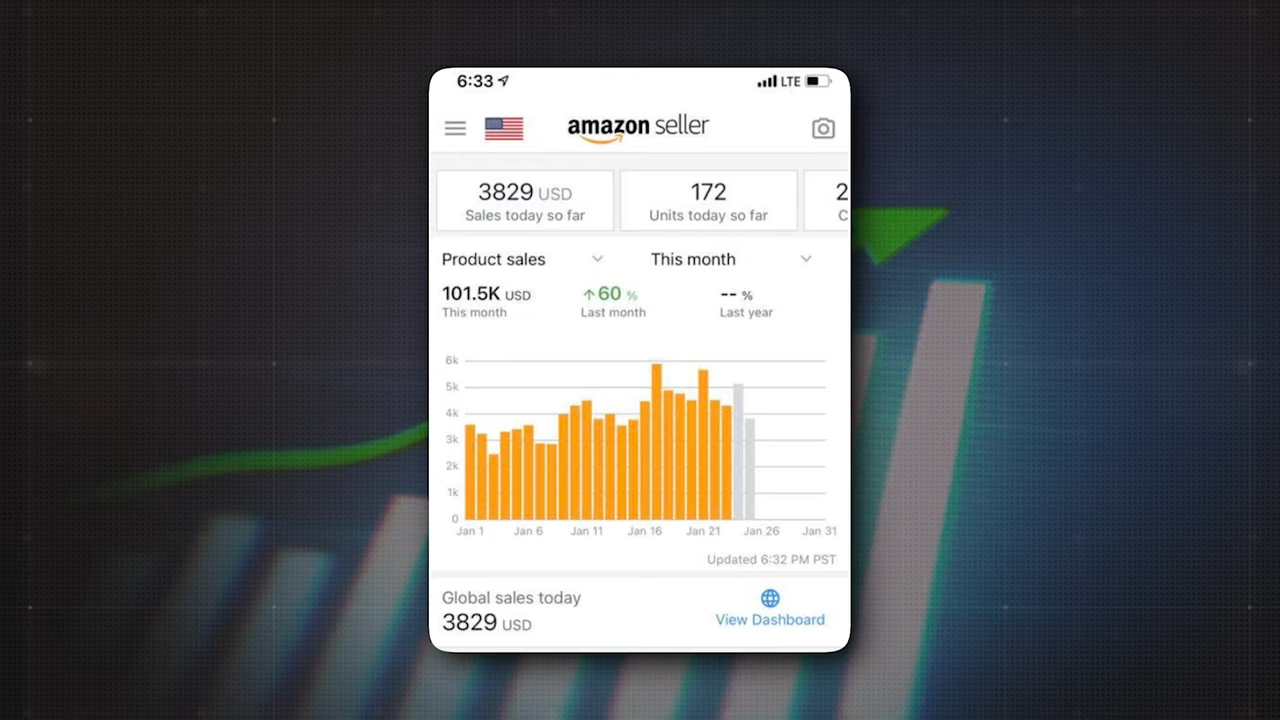 6:33 LTE
amazon seller
3829 USD 172 2
Sales today so far Units today so far C
Product sales This month
101.5K USD ↑60 % -- %
This month Last month Last year
6k
5k
4k
3k
2k
1k
0
Jan 1 Jan 6 Jan 11 Jan 16 Jan 21 Jan 26 Jan 31
Updated 6:32 PM PST
Global sales today
3829 USD View Dashboard